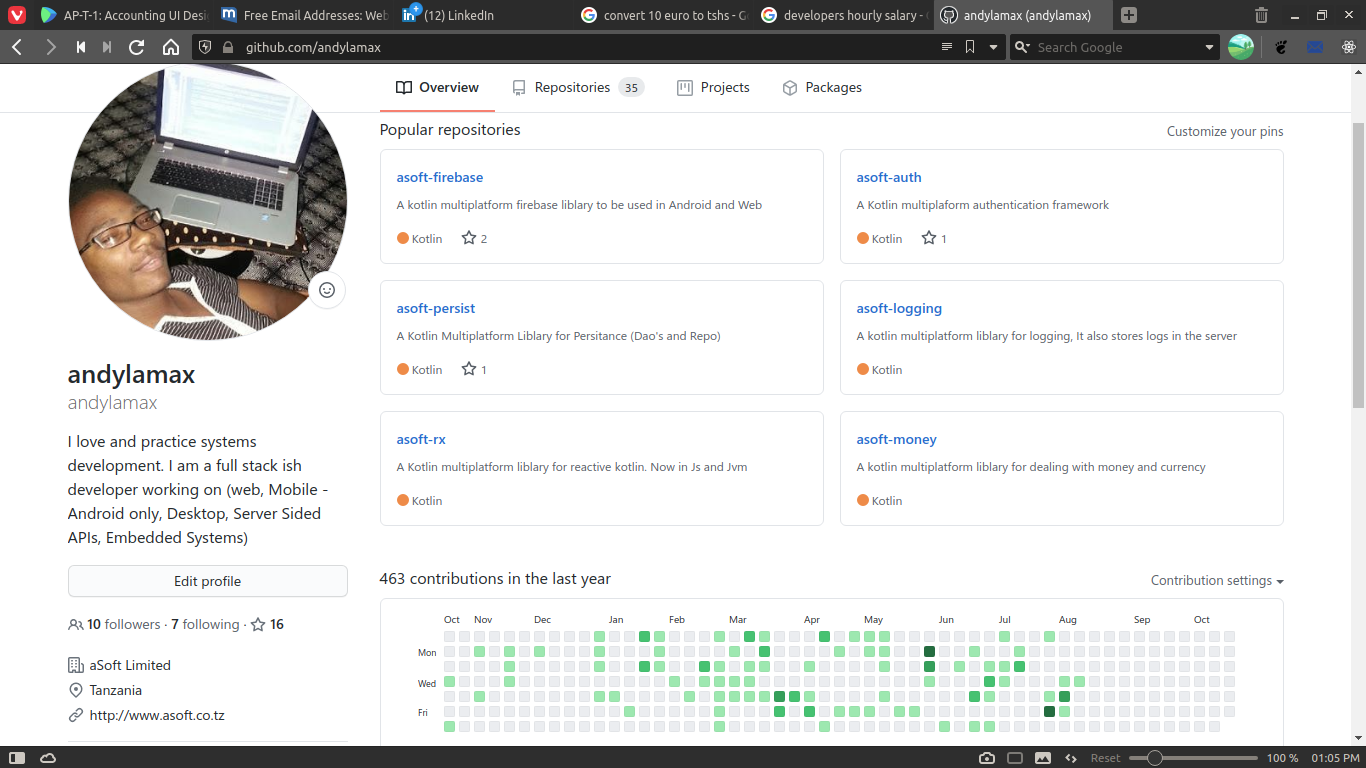 AP-T-1: Accounting UI Desi
Free Email Addresses: Web
(12) LinkedIn
convert 10 euro to tshs - Go
developers hourly salary - G
andylamax (andylamax)
github.com/andylamax
Search Google
Overview
Repositories 35
Projects
Packages
Popular repositories
Customize your pins
asoft-firebase
A kotlin multiplatform firebase liblary to be used in Android and Web
Kotlin 2
asoft-auth
A Kotlin multiplaform authentication framework
Kotlin 1
asoft-persist
A Kotlin Multiplatform Liblary for Persitance (Dao's and Repo)
Kotlin 1
asoft-logging
A kotlin multiplatform liblary for logging, It also stores logs in the server
Kotlin
asoft-rx
A Kotlin multiplatform liblary for reactive kotlin. Now in Js and Jvm
Kotlin
asoft-money
A kotlin multiplatform liblary for dealing with money and currency
Kotlin
andylamax
andylamax
I love and practice systems
development. I am a full stack ish
developer working on (web, Mobile -
Android only, Desktop, Server Sided
APIs, Embedded Systems)
Edit profile
10 followers · 7 following · 16
aSoft Limited
Tanzania
http://www.asoft.co.tz
463 contributions in the last year
Contribution settings
Oct Nov Dec Jan Feb Mar Apr May Jun Jul Aug Sep Oct
Mon
Wed
Fri
Reset
100 %
01:05 PM